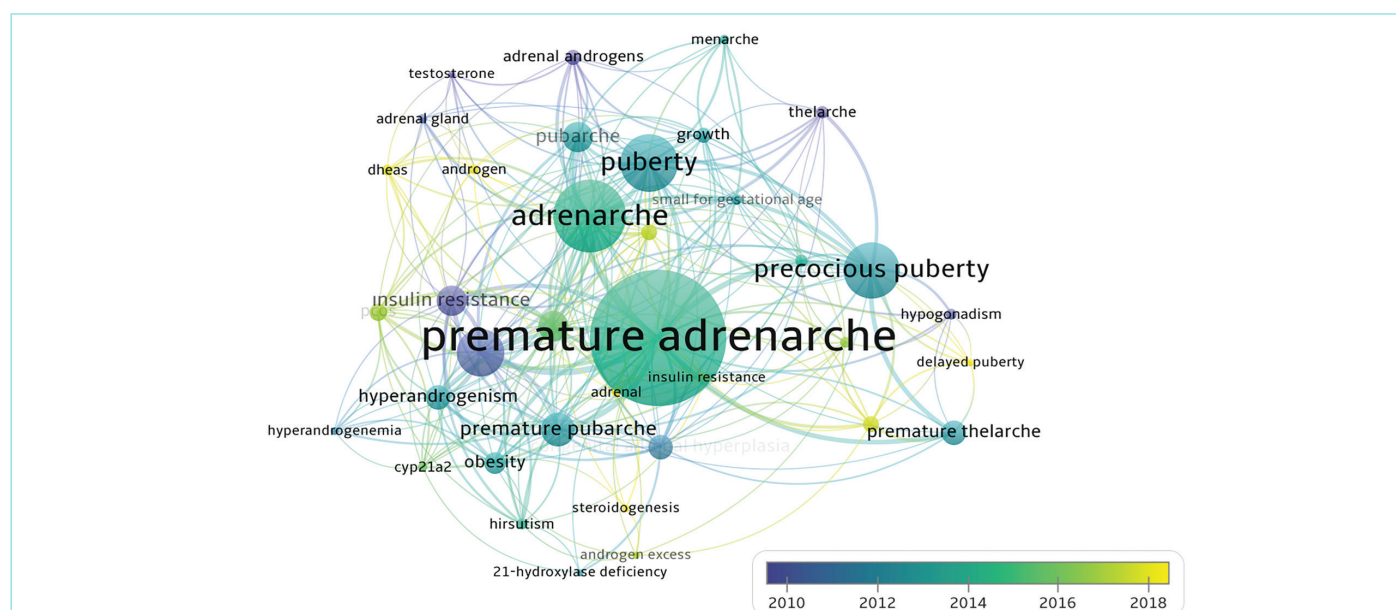 menarche
adrenal androgens
testosterone
thelarche
adrenal gland
pubarche
growth
puberty
dheas
androgen
small for gestational age
adrenarche
precocious puberty
insulin resistance
pcos
hypogonadism
premature adrenarche
delayed puberty
insulin resistance
adrenal
hyperandrogenism
premature pubarche
hyperandrogenemia
premature thelarche
hyperplasia
obesity
cyp21a2
steroidogenesis
hirsutism
androgen excess
21-hydroxylase deficiency
2010 2012 2014 2016 2018